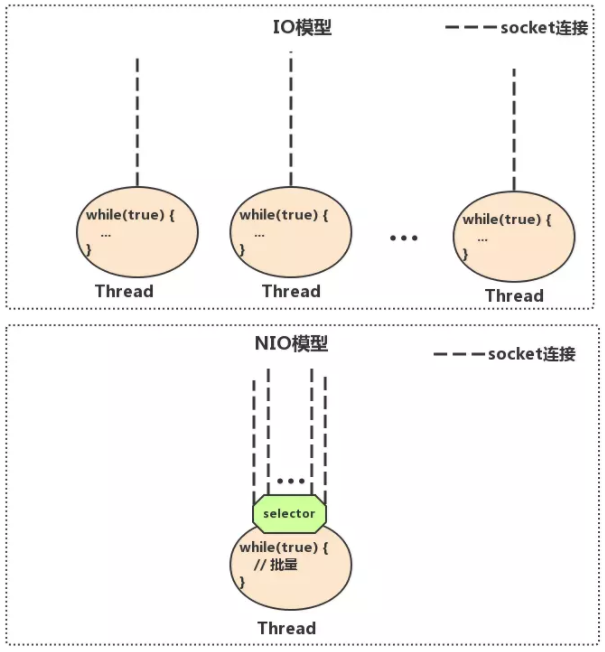 IO模型
socket连接
while(true) {
...
}
Thread
while(true) {
...
}
Thread
...
while(true) {
...
}
Thread
NIO模型
socket连接
...
selector
while(true) {
// 批量
}
Thread